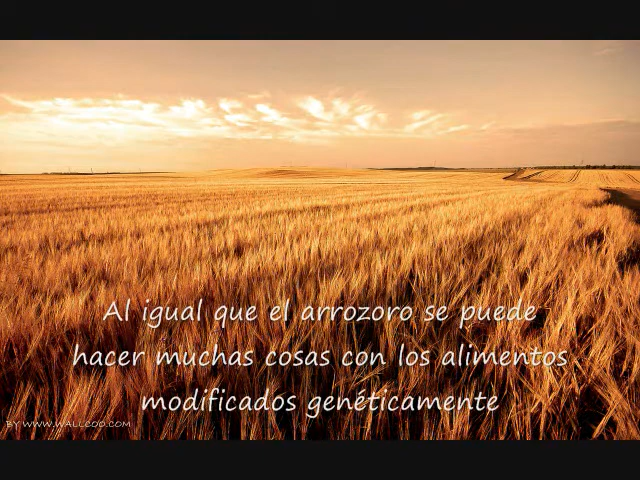 Al igual que el arrozoro se puede
hacer muchas cosas con los alimentos
modificados genéticamente
BY WWW.WALLCOO.COM